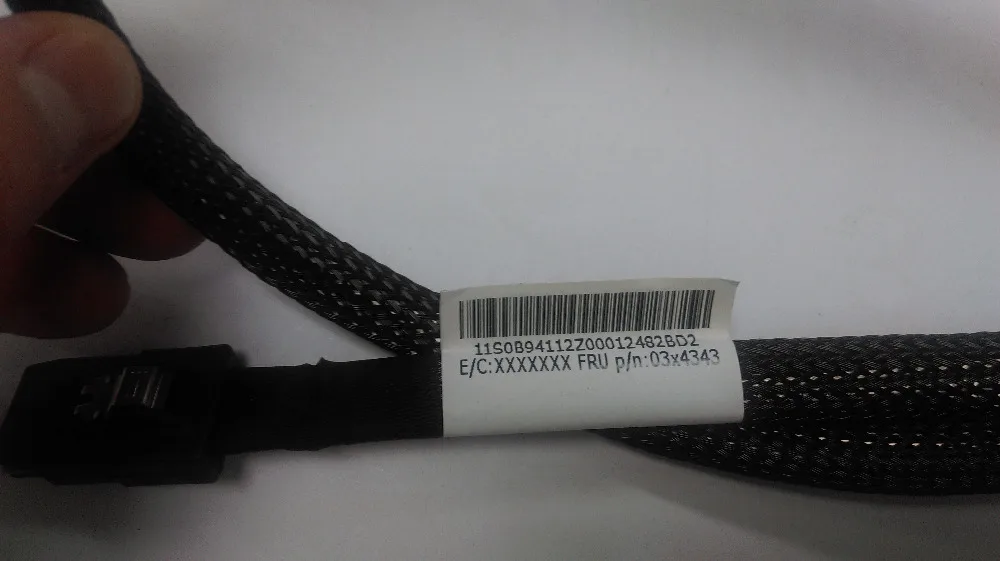 11S0B94112Z00012482BD2
E/C:XXXXXXX FRU p/n:03x4343